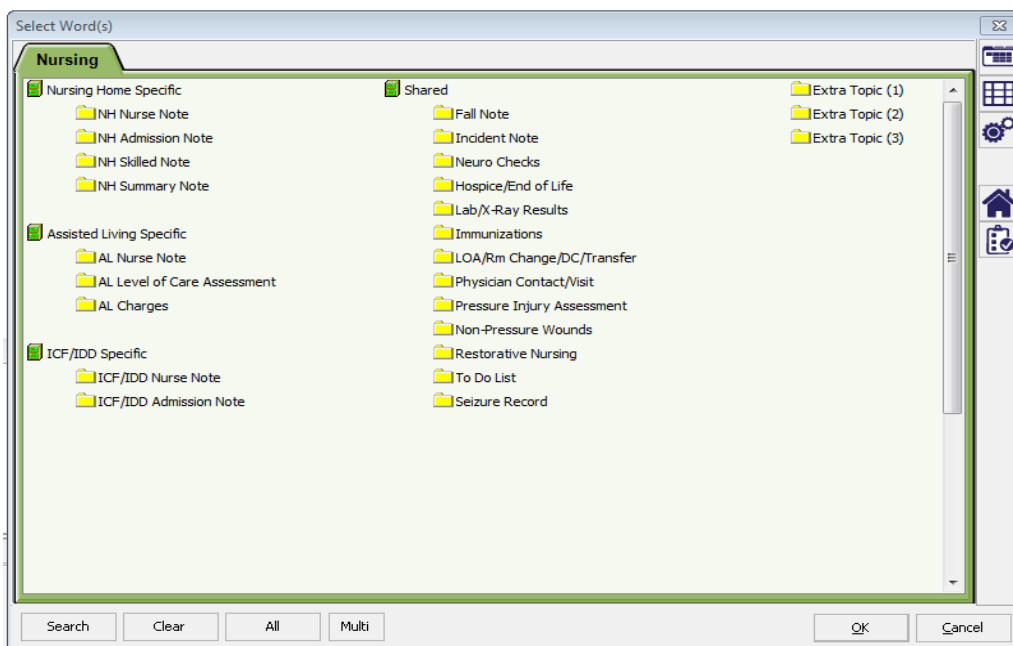 Select Word(s)
Nursing
Nursing Home Specific
NH Nurse Note
NH Admission Note
NH Skilled Note
NH Summary Note
Assisted Living Specific
AL Nurse Note
AL Level of Care Assessment
AL Charges
ICF/IDD Specific
ICF/IDD Nurse Note
ICF/IDD Admission Note
Shared
Fall Note
Incident Note
Neuro Checks
Hospice/End of Life
Lab/X-Ray Results
Immunizations
LOA/Rm Change/DC/Transfer
Physician Contact/Visit
Pressure Injury Assessment
Non-Pressure Wounds
Restorative Nursing
To Do List
Seizure Record
Extra Topic (1)
Extra Topic (2)
Extra Topic (3)
Search
Clear
All
Multi
OK
Cancel